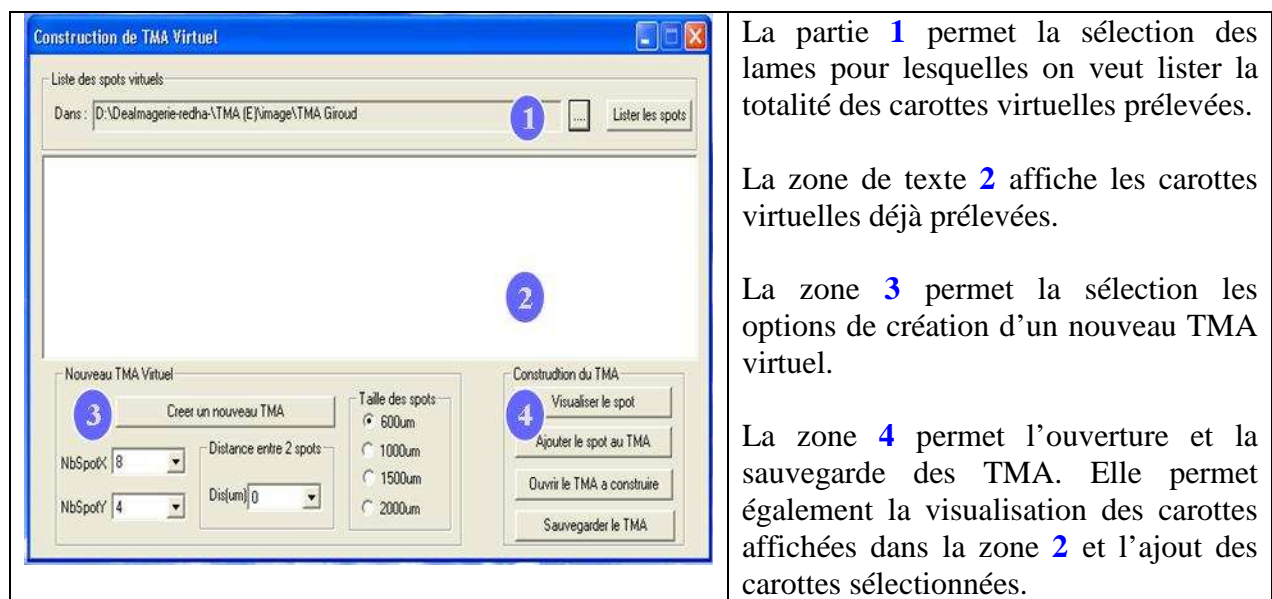 Construction de TMA Virtuel
Liste des spots virtuels
Dans : D:\DeaImagerie-redha-\TMA (E)\image\TMA Giroud
1
....
Lister les spots
2
Nouveau TMA Virtuel
3
Creer un nouveau TMA
NbSpotX 8
NbSpotY 4
Distance entre 2 spots
Dis(um) 0
Taille des spots
600um
1000um
1500um
2000um
Construdtion du TMA
4
Visualiser le spot
Ajouter le spot au TMA
Ouvrir le TMA a construire
Sauvegarder le TMA
La partie 1 permet la sélection des
lames pour lesquelles on veut lister la
totalité des carottes virtuelles prélevées.
La zone de texte 2 affiche les carottes
virtuelles déjà prélevées.
La zone 3 permet la sélection les
options de création d’un nouveau TMA
virtuel.
La zone 4 permet l’ouverture et la
sauvegarde des TMA. Elle permet
également la visualisation des carottes
affichées dans la zone 2 et l’ajout des
carottes sélectionnées.